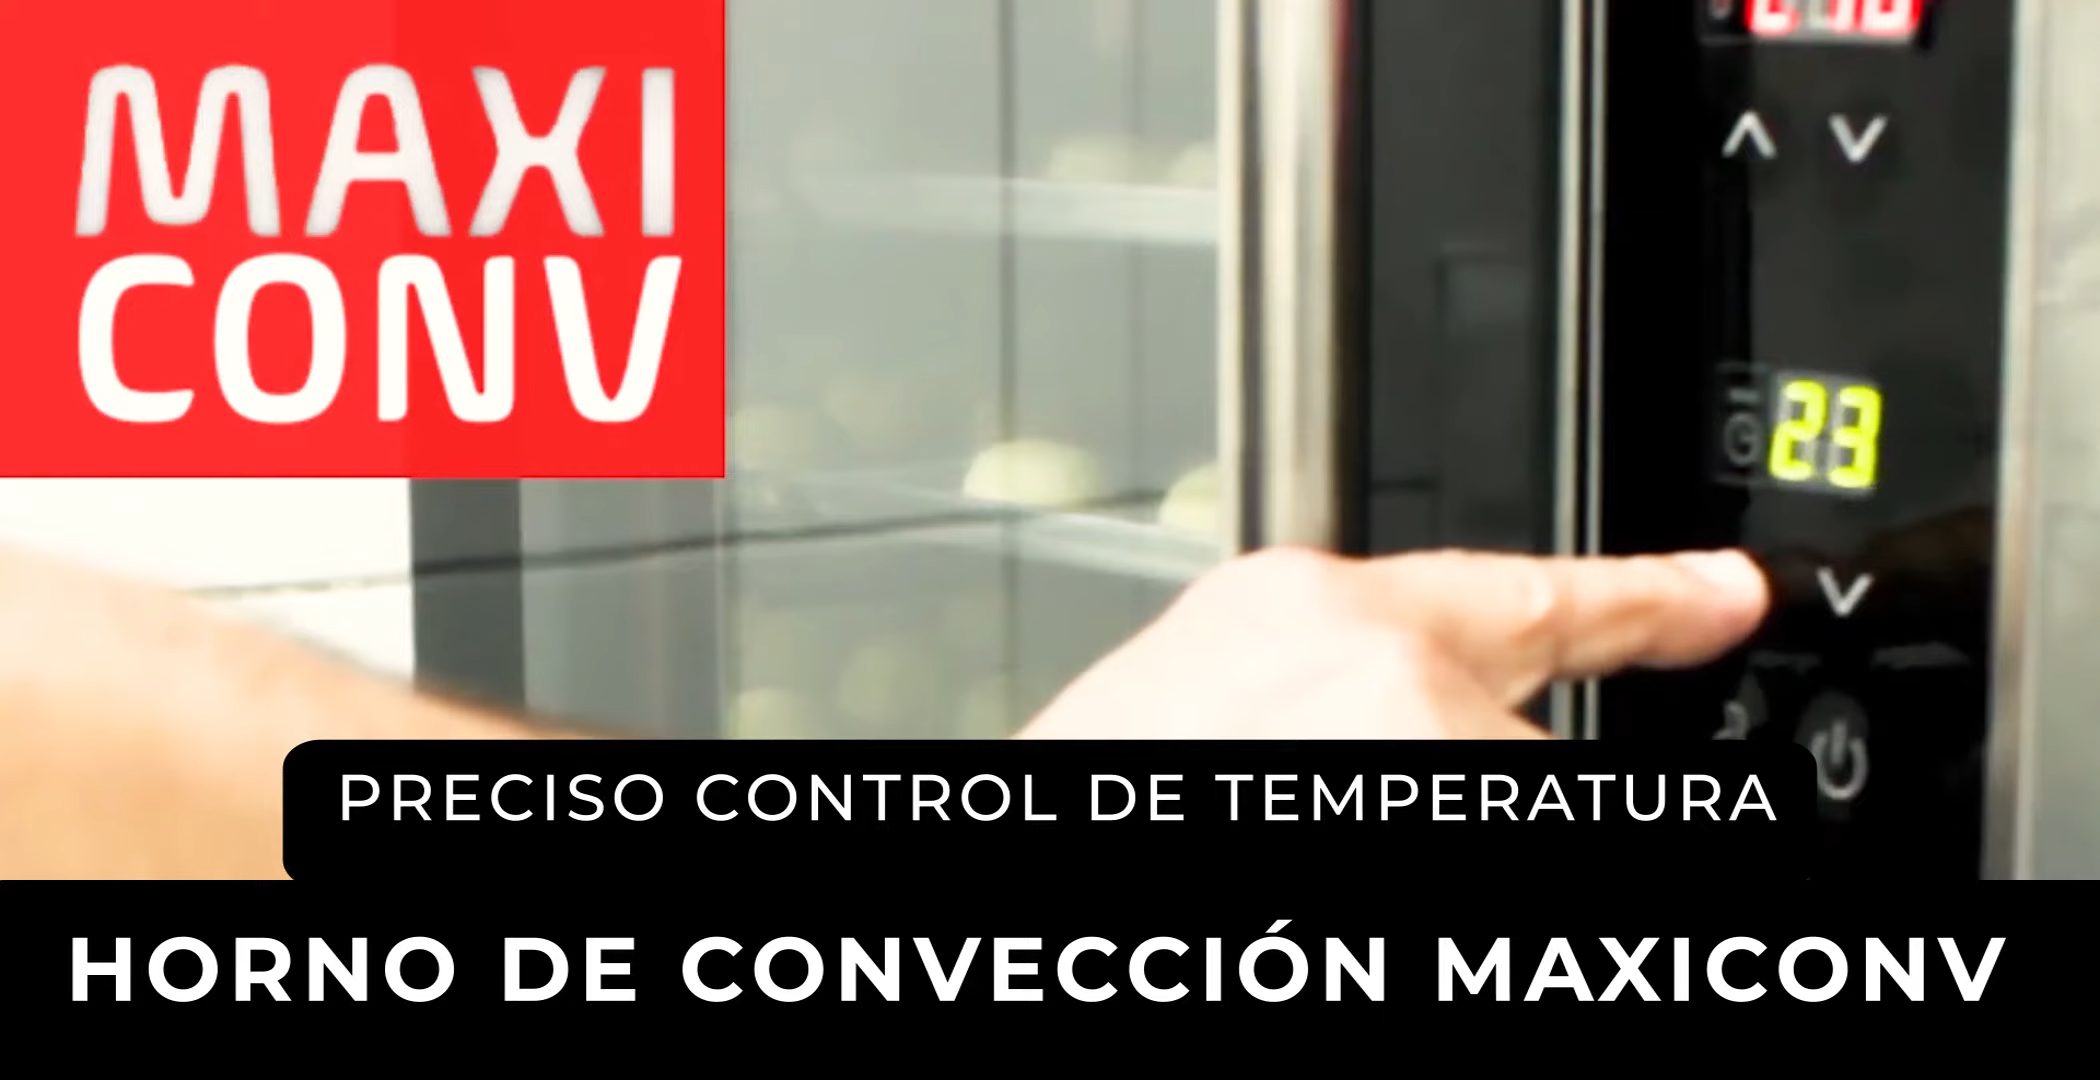 MAXI
CONV
23
PRECISO CONTROL DE TEMPERATURA
HORNO DE CONVECCIÓN MAXICONV